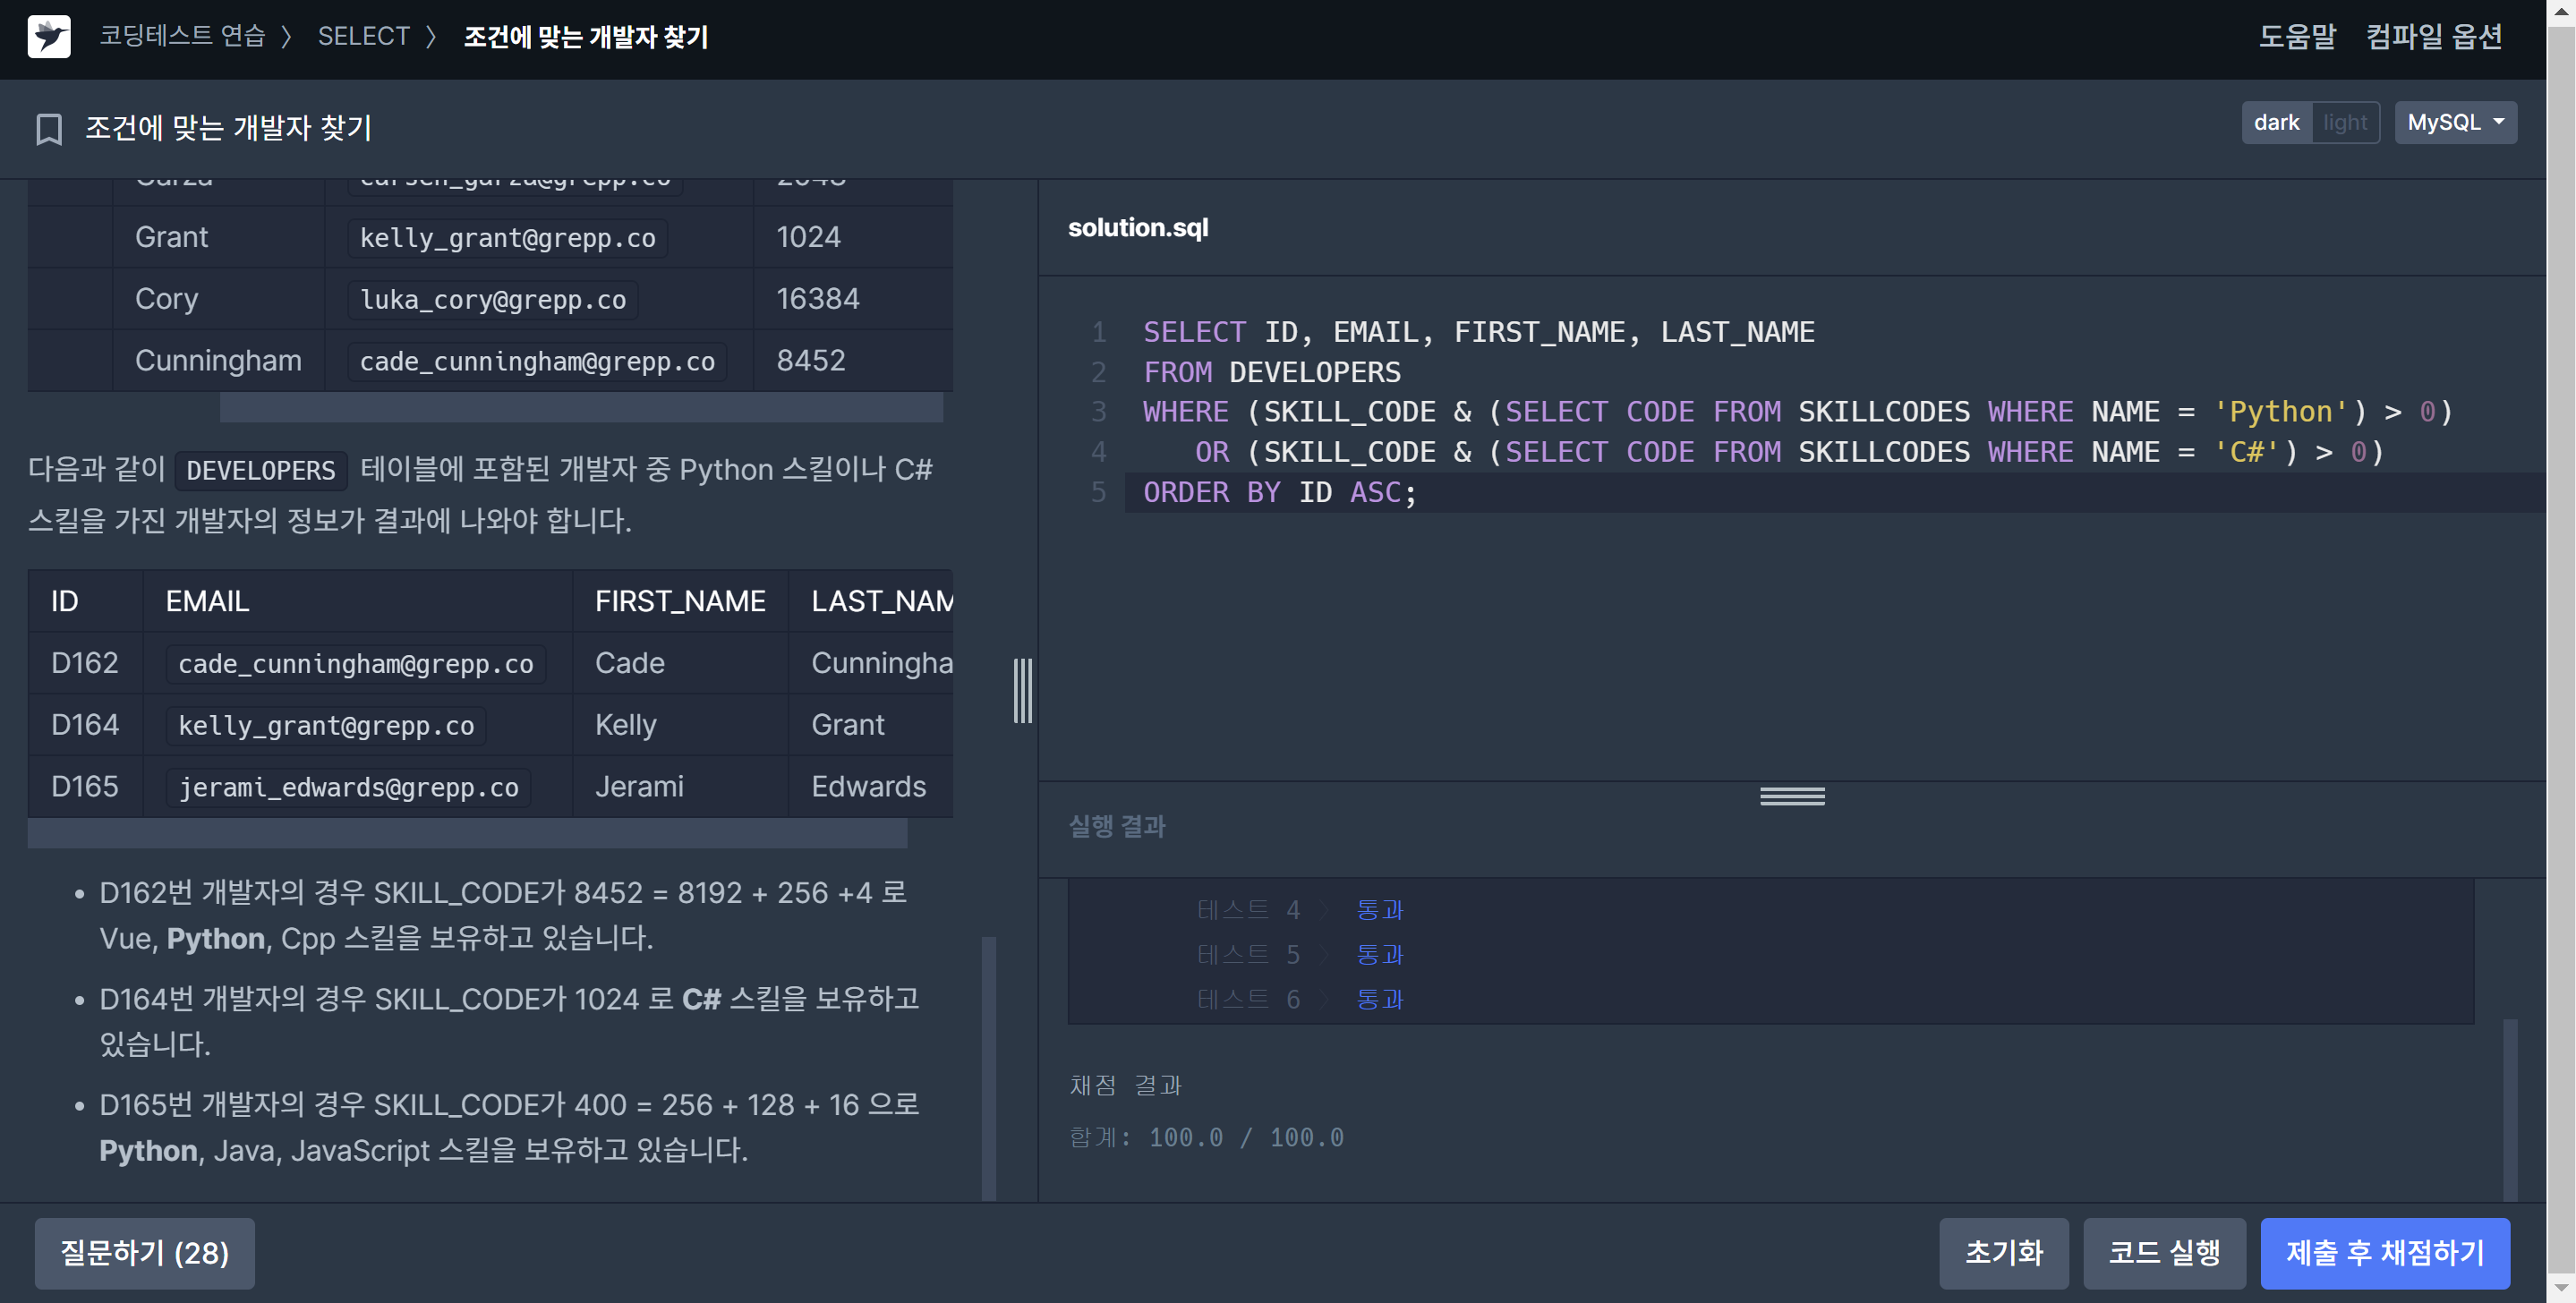 코딩테스트 연습 〉 SELECT 〉 조건에 맞는 개발자 찾기
도움말 컴파일 옵션
조건에 맞는 개발자 찾기
dark light MySQL
Garza carsen_garza@grepp.co 2048
Grant kelly_grant@grepp.co 1024
Cory luka_cory@grepp.co 16384
Cunningham cade_cunningham@grepp.co 8452
다음과 같이 DEVELOPERS 테이블에 포함된 개발자 중 Python 스킬이나 C#
스킬을 가진 개발자의 정보가 결과에 나와야 합니다.
ID EMAIL FIRST_NAME LAST_NAM
D162 cade_cunningham@grepp.co Cade Cunningha
D164 kelly_grant@grepp.co Kelly Grant
D165 jerami_edwards@grepp.co Jerami Edwards
• D162번 개발자의 경우 SKILL_CODE가 8452 = 8192 + 256 +4 로
Vue, Python, Cpp 스킬을 보유하고 있습니다.
• D164번 개발자의 경우 SKILL_CODE가 1024 로 C# 스킬을 보유하고
있습니다.
• D165번 개발자의 경우 SKILL_CODE가 400 = 256 + 128 + 16 으로
Python, Java, JavaScript 스킬을 보유하고 있습니다.
solution.sql
1 SELECT ID, EMAIL, FIRST_NAME, LAST_NAME
2 FROM DEVELOPERS
3 WHERE (SKILL_CODE & (SELECT CODE FROM SKILLCODES WHERE NAME = 'Python') > 0)
4 OR (SKILL_CODE & (SELECT CODE FROM SKILLCODES WHERE NAME = 'C#') > 0)
5 ORDER BY ID ASC;
실행 결과
테스트 4 〉 통과
테스트 5 〉 통과
테스트 6 〉 통과
채점 결과
합계: 100.0 / 100.0
질문하기 (28)
초기화 코드 실행 제출 후 채점하기